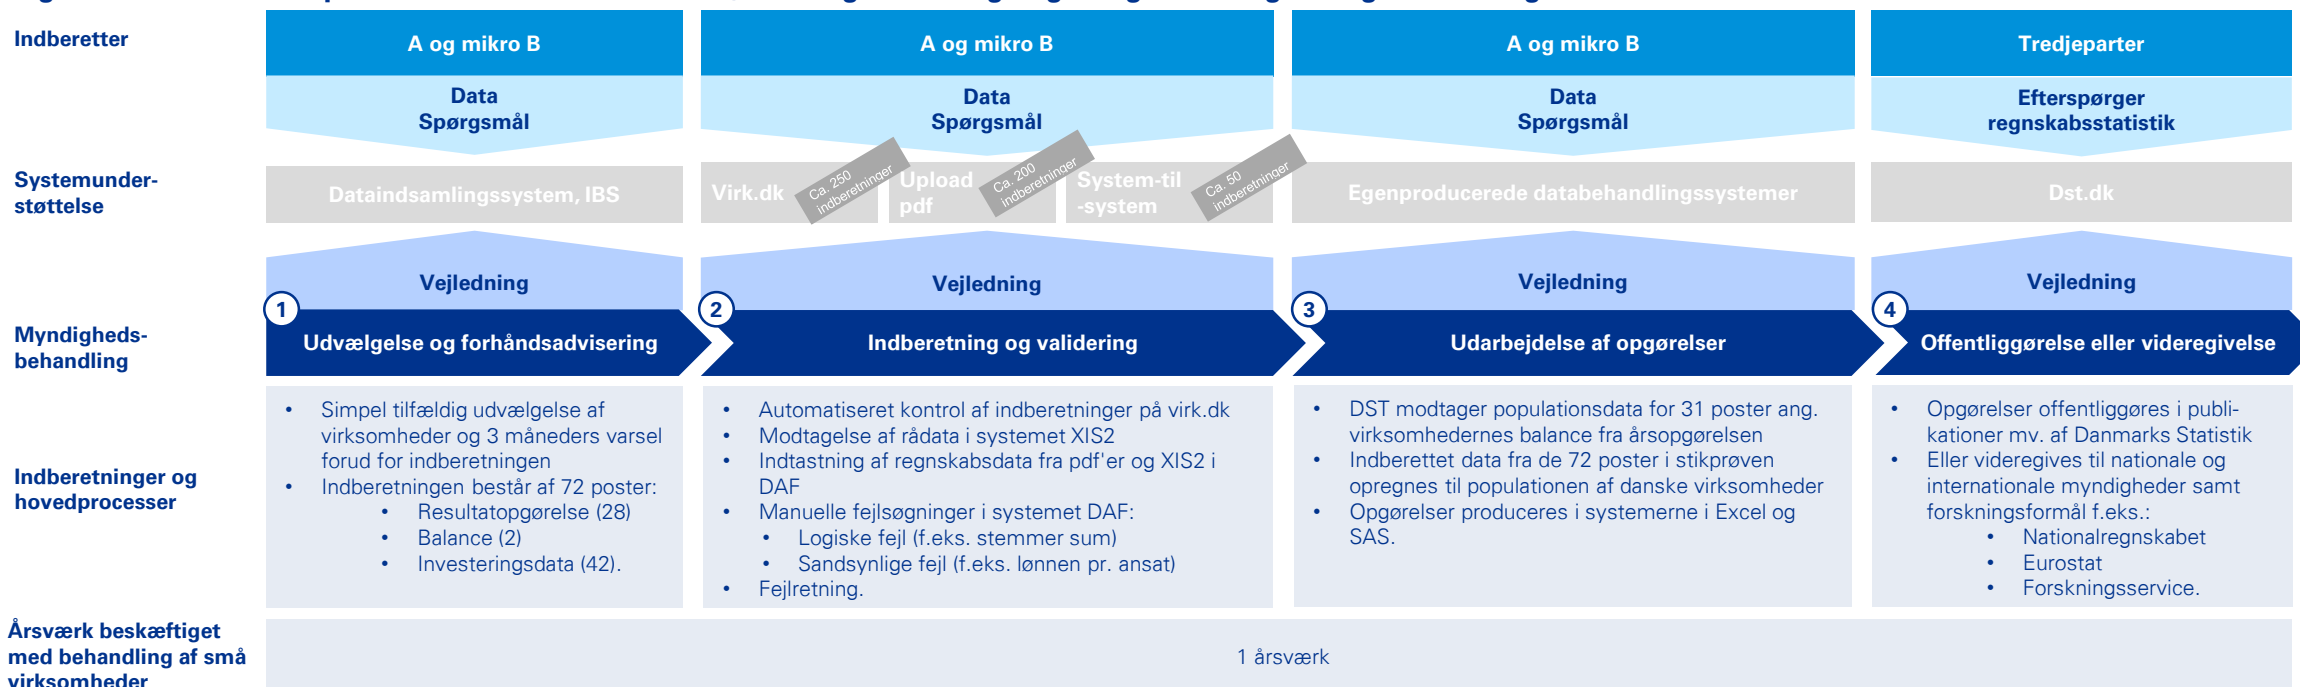 Indberetter
A og mikro B
A og mikro B
A og mikro B
Tredjeparter
Data
Spørgsmål
Data
Spørgsmål
Data
Spørgsmål
Efterspørger
regnskabsstatistik
Systemunder-
støttelse
Dataindsamlingssystem, IBS
Virk.dk
Ca. 250
indberetninger
Upload
pdf
Ca. 200
indberetninger
System-til
-system
Ca. 50
indberetninger
Egenproducerede databehandlingssystemer
Dst.dk
Vejledning
Vejledning
Vejledning
Vejledning
Myndigheds-
behandling
1
Udvælgelse og forhåndsadvisering
2
Indberetning og validering
3
Udarbejdelse af opgørelser
4
Offentliggørelse eller videregivelse
Indberetninger og
hovedprocesser
• Simpel tilfældig udvælgelse af
virksomheder og 3 måneders varsel
forud for indberetningen
• Indberetningen består af 72 poster:
• Resultatopgørelse (28)
• Balance (2)
• Investeringsdata (42).
• Automatiseret kontrol af indberetninger på virk.dk
• Modtagelse af rådata i systemet XIS2
• Indtastning af regnskabsdata fra pdf'er og XIS2 i
DAF
• Manuelle fejlsøgninger i systemet DAF:
• Logiske fejl (f.eks. stemmer sum)
• Sandsynlige fejl (f.eks. lønnen pr. ansat)
• Fejlretning.
• DST modtager populationsdata for 31 poster ang.
virksomhedernes balance fra årsopgørelsen
• Indberettet data fra de 72 poster i stikprøven
opregnes til populationen af danske virksomheder
• Opgørelser produceres i systemerne i Excel og
SAS.
• Opgørelser offentliggøres i publi-
kationer mv. af Danmarks Statistik
• Eller videregives til nationale og
internationale myndigheder samt
forskningsformål f.eks.:
• Nationalregnskabet
• Eurostat
• Forskningsservice.
Årsværk beskæftiget
med behandling af små
virksomheder
1 årsværk